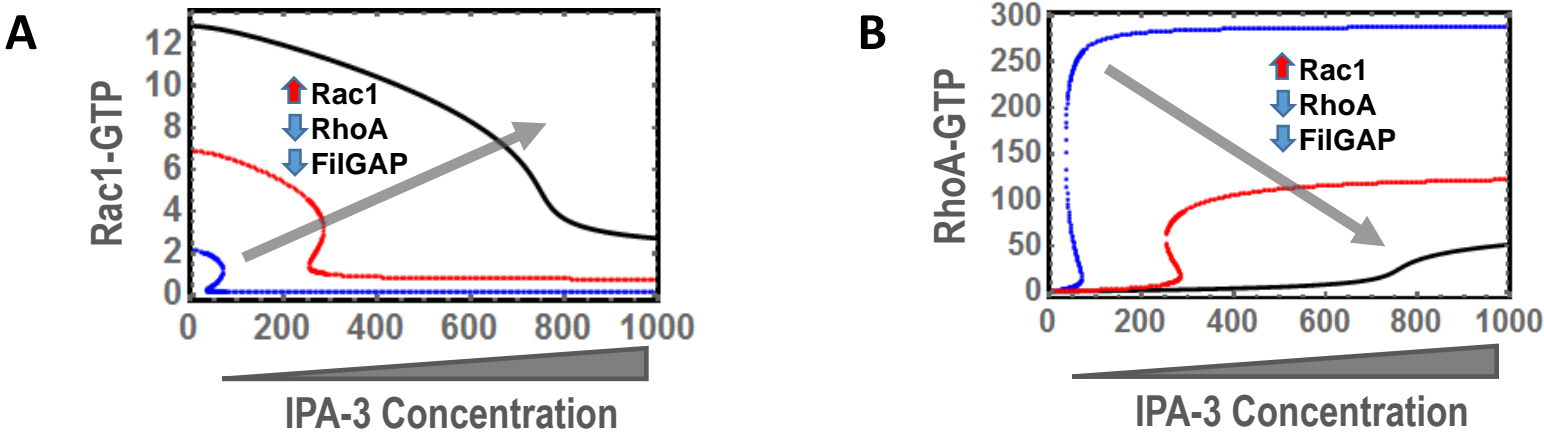 A
Rac1-GTP
12
10
8
6
4
2
0
Rac1
RhoA
FilGAP
0 200 400 600 800 1000
IPA-3 Concentration
B
RhoA-GTP
300
250
200
150
100
50
0
Rac1
RhoA
FilGAP
0 200 400 600 800 1000
IPA-3 Concentration